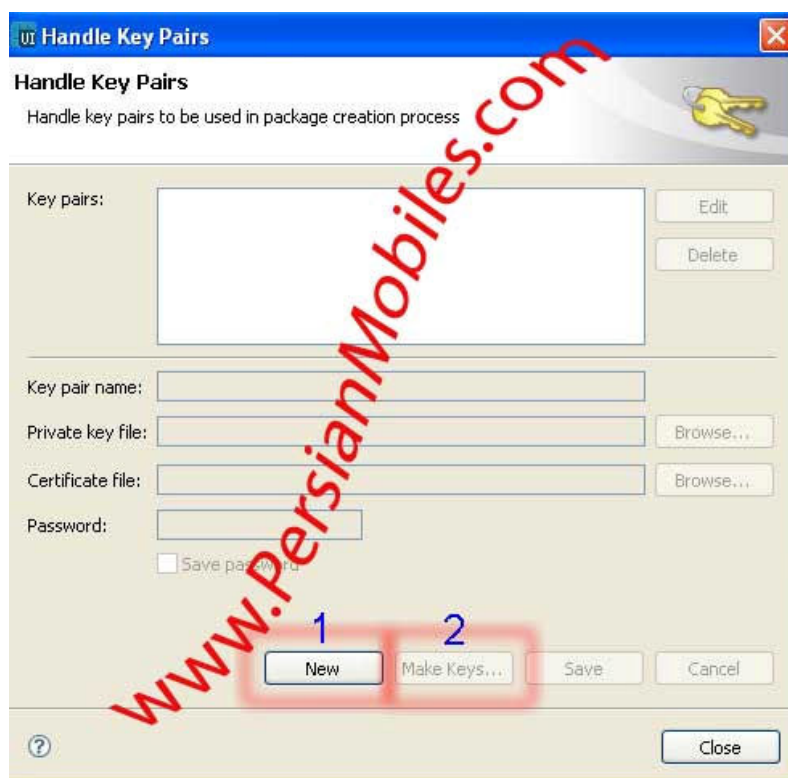 UI Handle Key Pairs
Handle Key Pairs
Handle key pairs to be used in package creation process
www.PersianMobiles.com
Key pairs:
Edit
Delete
Key pair name:
Private key file:
Browse...
Certificate file:
Browse...
Password:
Save password
1 2
New Make Keys... Save Cancel
? Close